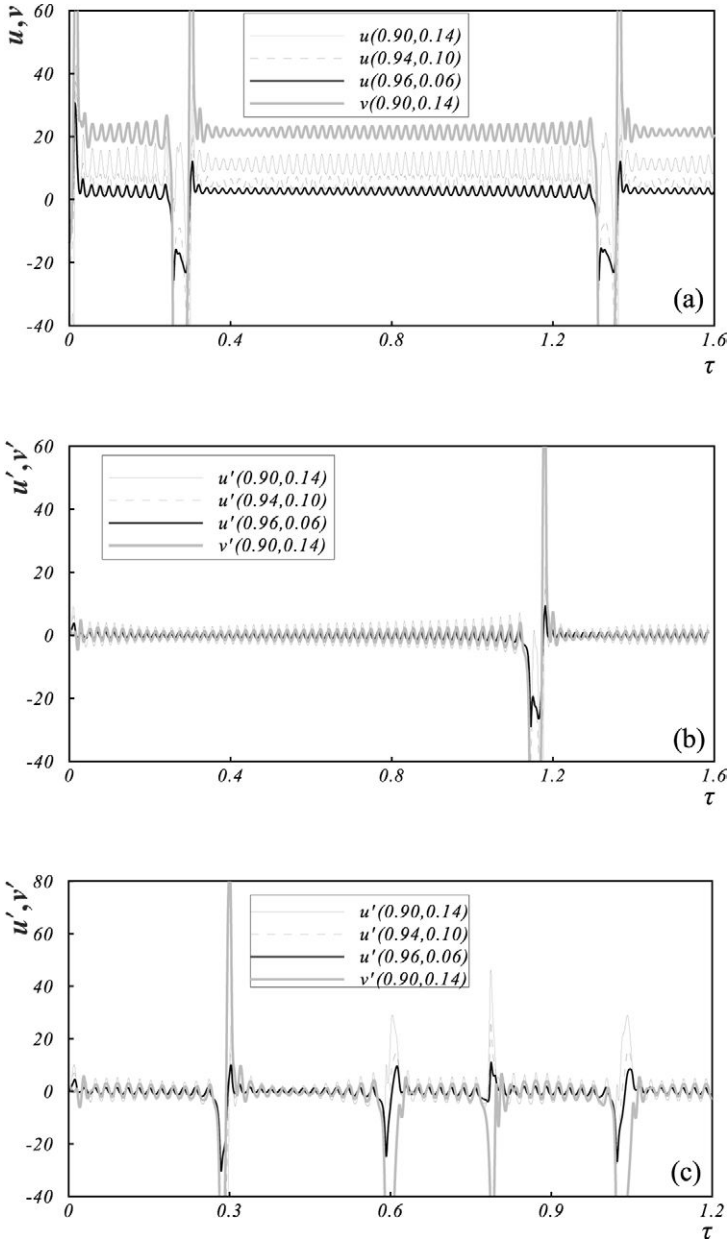 u,v
60
40
20
0
-20
-40
u(0.90,0.14)
u(0.94,0.10)
u(0.96,0.06)
v(0.90,0.14)
(a)
0
0.4
0.8
1.2
1.6
τ
u',v'
60
40
20
0
-20
-40
u'(0.90,0.14)
u'(0.94,0.10)
u'(0.96,0.06)
v'(0.90,0.14)
(b)
0
0.4
0.8
1.2
1.6
τ
u',v'
80
60
40
20
0
-20
-40
u'(0.90,0.14)
u'(0.94,0.10)
u'(0.96,0.06)
v'(0.90,0.14)
(c)
0
0.3
0.6
0.9
1.2
τ